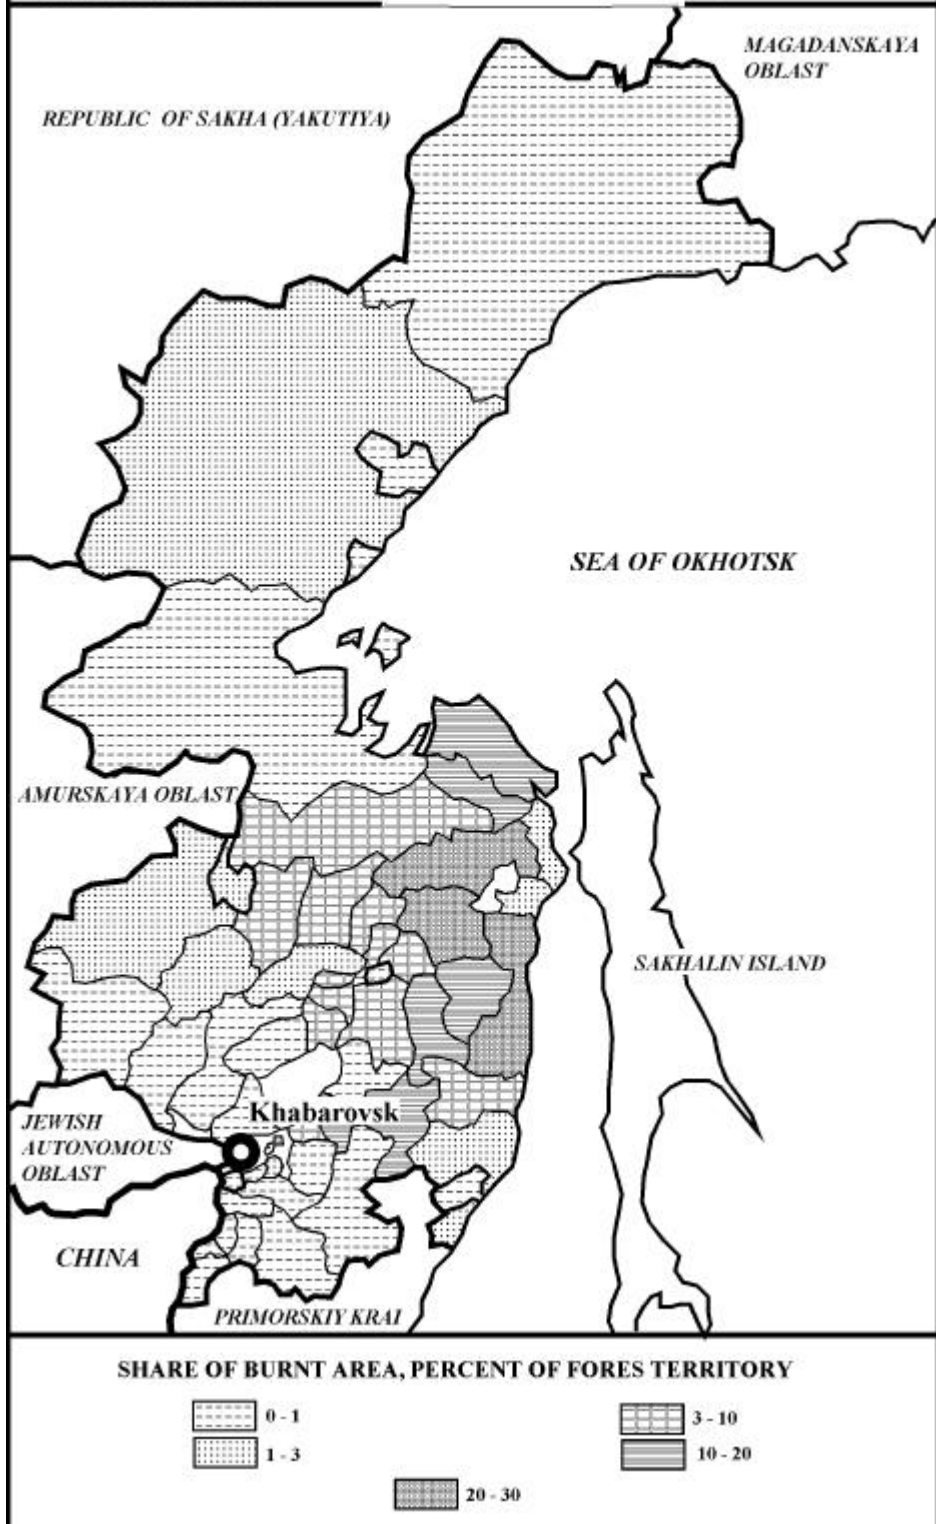 MAGADANSKAYA
OBLAST
REPUBLIC OF SAKHA (YAKUTIYA)
SEA OF OKHOTSK
AMURSKAYA OBLAST
SAKHALIN ISLAND
Khabarovsk
JEWISH
AUTONOMOUS
OBLAST
CHINA
PRIMORSKIY KRAI
SHARE OF BURNT AREA, PERCENT OF FORES TERRITORY
0 - 1
3 - 10
1 - 3
10 - 20
20 - 30